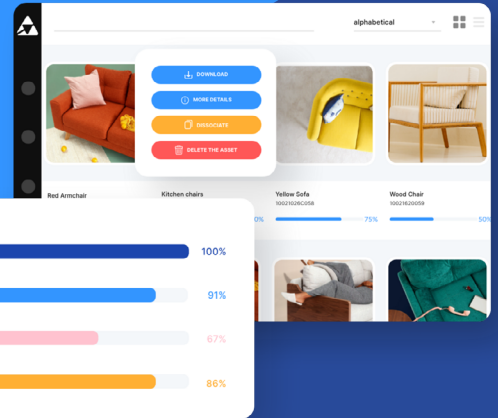 alphabetical
DOWNLOAD
MORE DETAILS
DISSOCIATE
DELETE THE ASSET
Red Armchair
Kitchen chairs
Yellow Sofa
Wood Chair
10021026C058
10021620059
0%
75%
50%
100%
91%
67%
86%